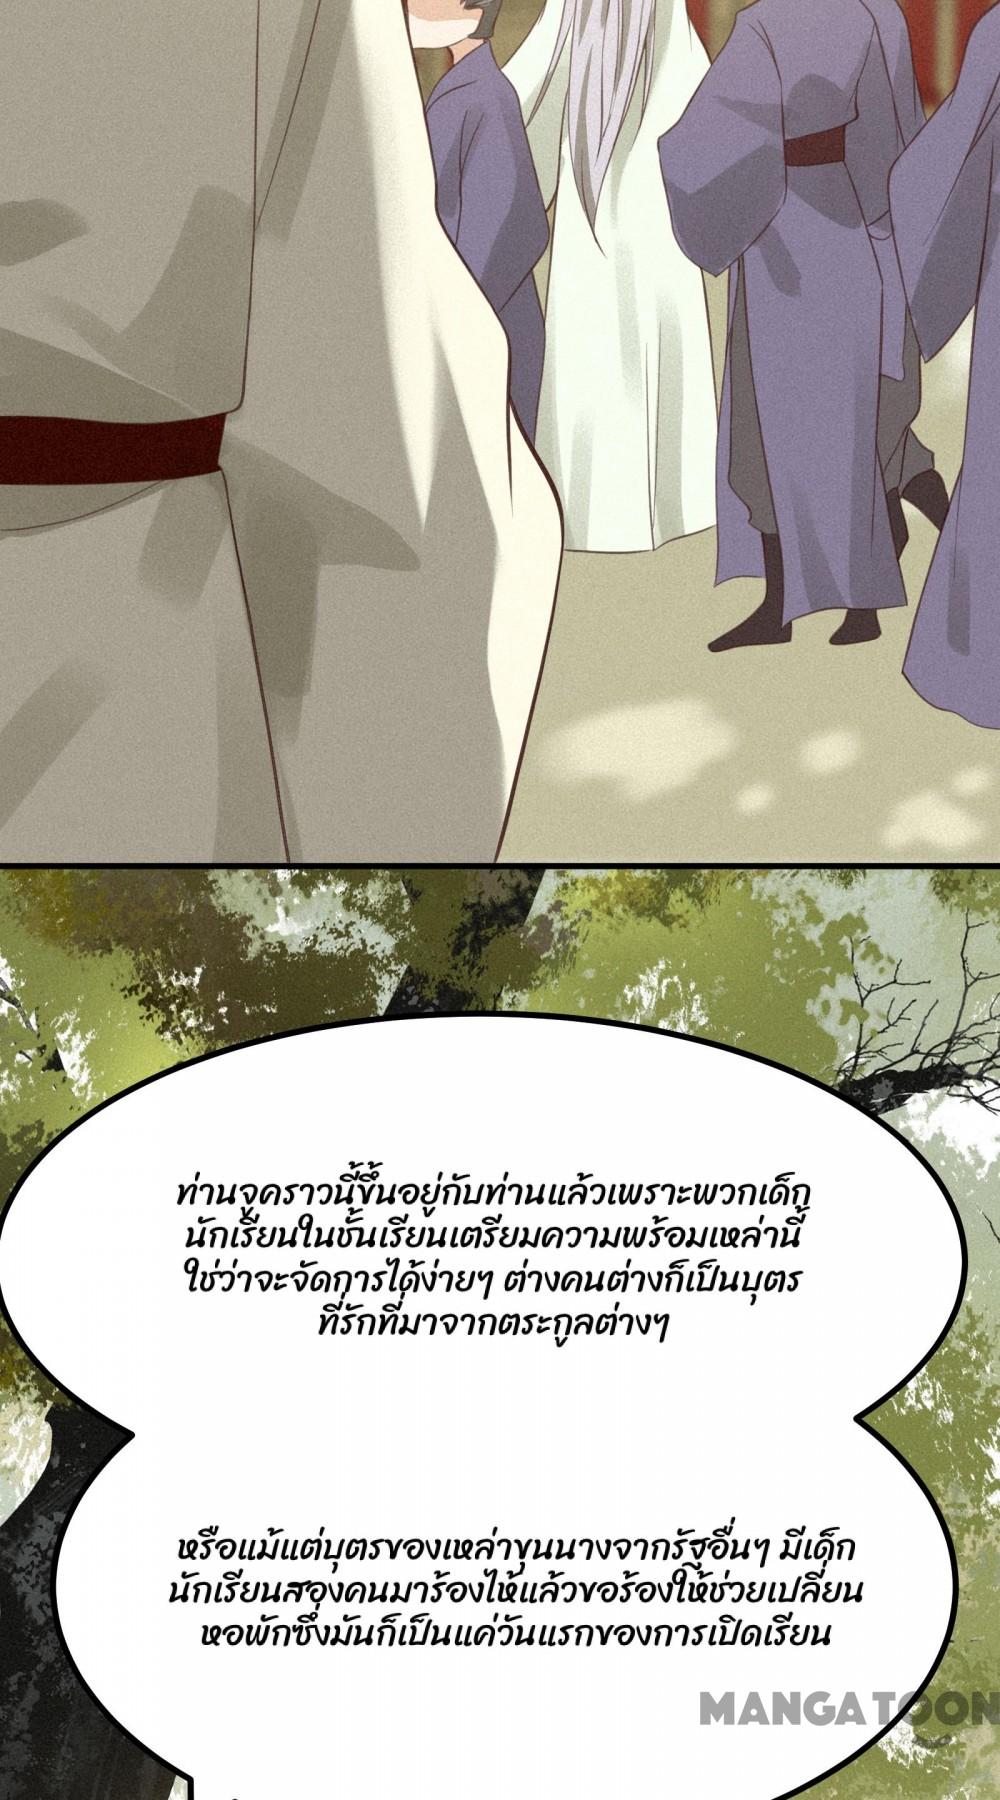 ท่านจูคราวนี้ขึ้นอยู่กับท่านแล้วเพราะพวกเด็ก
นักเรียนในชั้นเรียนเตรียมความพร้อมเหล่านี้
ใช่ว่าจะจัดการได้ง่ายๆ ต่างคนต่างก็เป็นบุตร
ที่รักที่มาจากตระกูลต่างๆ
หรือแม้แต่บุตรของเหล่าขุนนางจากรัฐอื่นๆ มีเด็ก
นักเรียนสองคนมาร้องไห้แล้วขอร้องให้ช่วยเปลี่ยน
หอพักซึ่งมันก็เป็นแค่วันแรกของการเปิดเรียน
MANGATOON